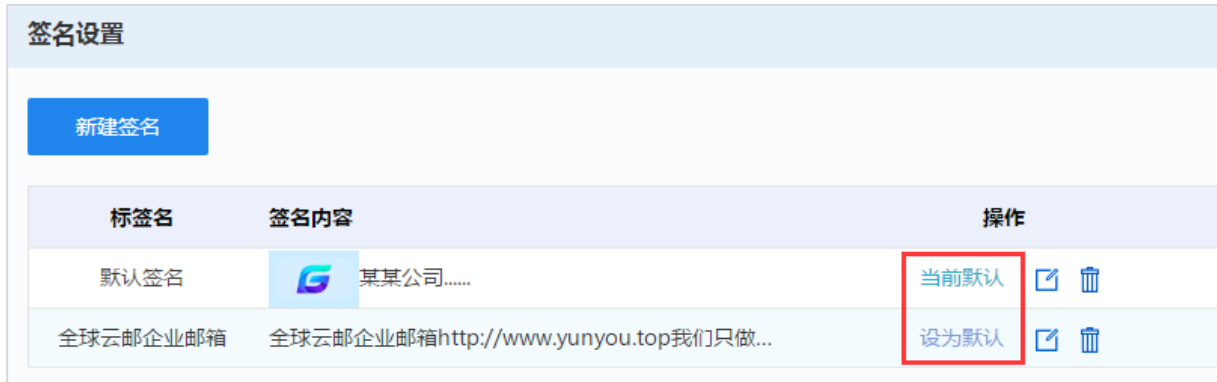 签名设置
新建签名
标签名 签名内容 操作
默认签名 某某公司...... 当前默认
全球云邮企业邮箱 全球云邮企业邮箱http://www.yunyou.top我们只做... 设为默认